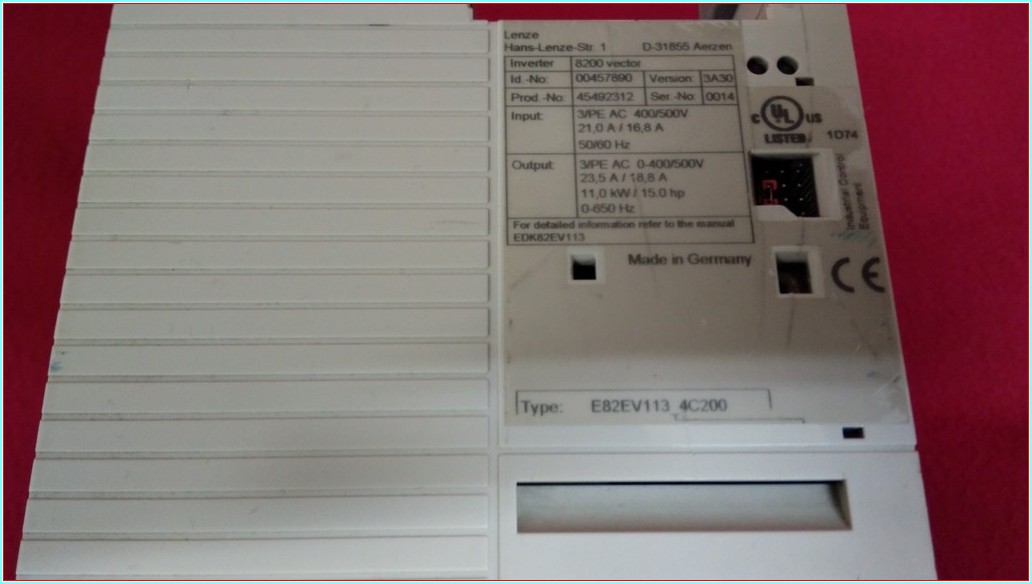 Lenze
Hans-Lenze-Str. 1 D-31855 Aerzen
Inverter 8200 vector
Id.-No: 00457890 Version: 3A30
Prod.-No: 45492312 Ser.-No: 0014
Input: 3/PE AC 400/500V
21,0 A / 16,8 A
50/60 Hz
Output: 3/PE AC 0-400/500V
23,5 A / 18,8 A
11,0 kW / 15.0 hp
0-650 Hz
For detailed information refer to the manual
EDK82EV113
Made in Germany
C UL US
LISTED 1D74
Industrial Control
Equipment
CE
Type: E82EV113_4C200